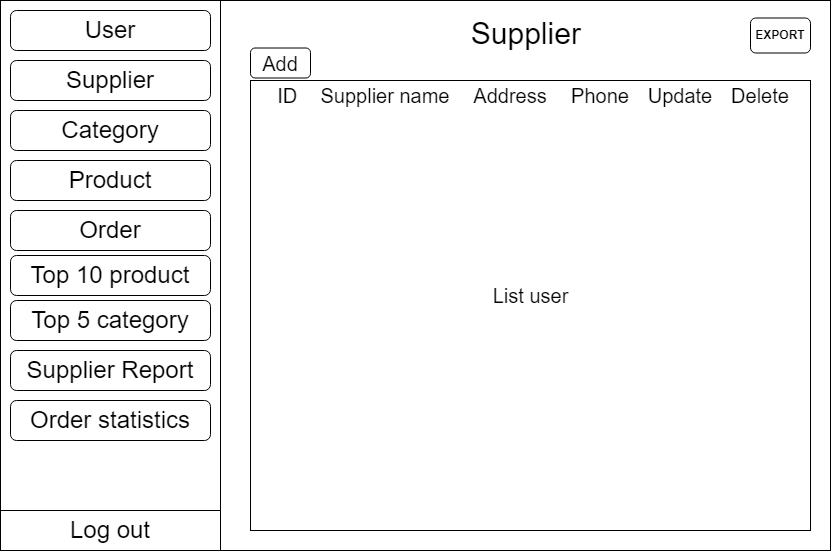 User
Supplier
Category
Product
Order
Top 10 product
Top 5 category
Supplier Report
Order statistics
Log out
Supplier
EXPORT
Add
ID Supplier name Address Phone Update Delete
List user